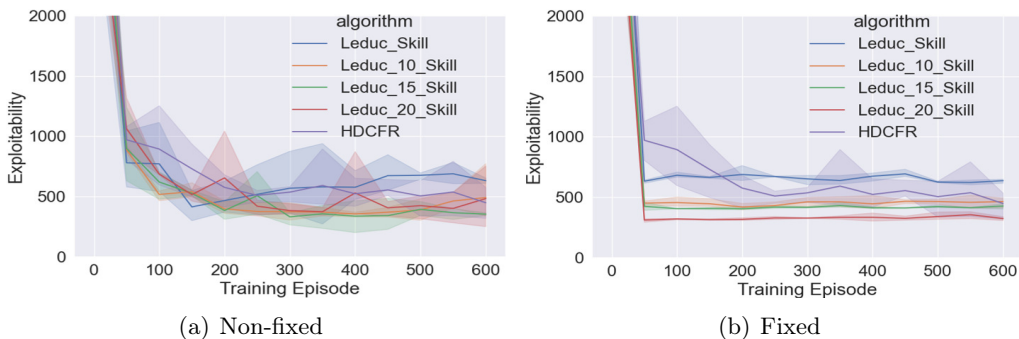 2000
1500
1000
500
0
Exploitability
algorithm
Leduc_Skill
Leduc_10_Skill
Leduc_15_Skill
Leduc_20_Skill
HDCFR
0 100 200 300 400 500 600
Training Episode
(a) Non-fixed
2000
1500
1000
500
0
Exploitability
algorithm
Leduc_Skill
Leduc_10_Skill
Leduc_15_Skill
Leduc_20_Skill
HDCFR
0 100 200 300 400 500 600
Training Episode
(b) Fixed